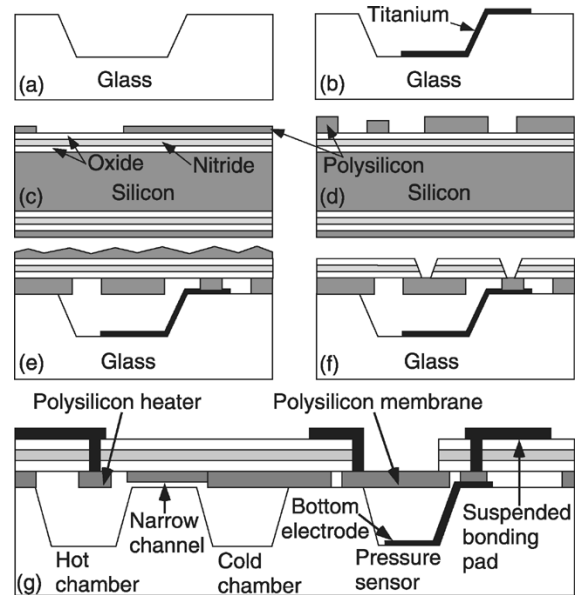 Titanium
Glass
(a)
Glass
(b)
Oxide
Nitride
Polysilicon
(c)
Silicon
(d)
Silicon
(e)
Glass
(f)
Glass
Polysilicon heater
Polysilicon membrane
Narrow
channel
Bottom
electrode
Suspended
bonding
pad
Hot
chamber
Cold
chamber
Pressure
sensor
(g)